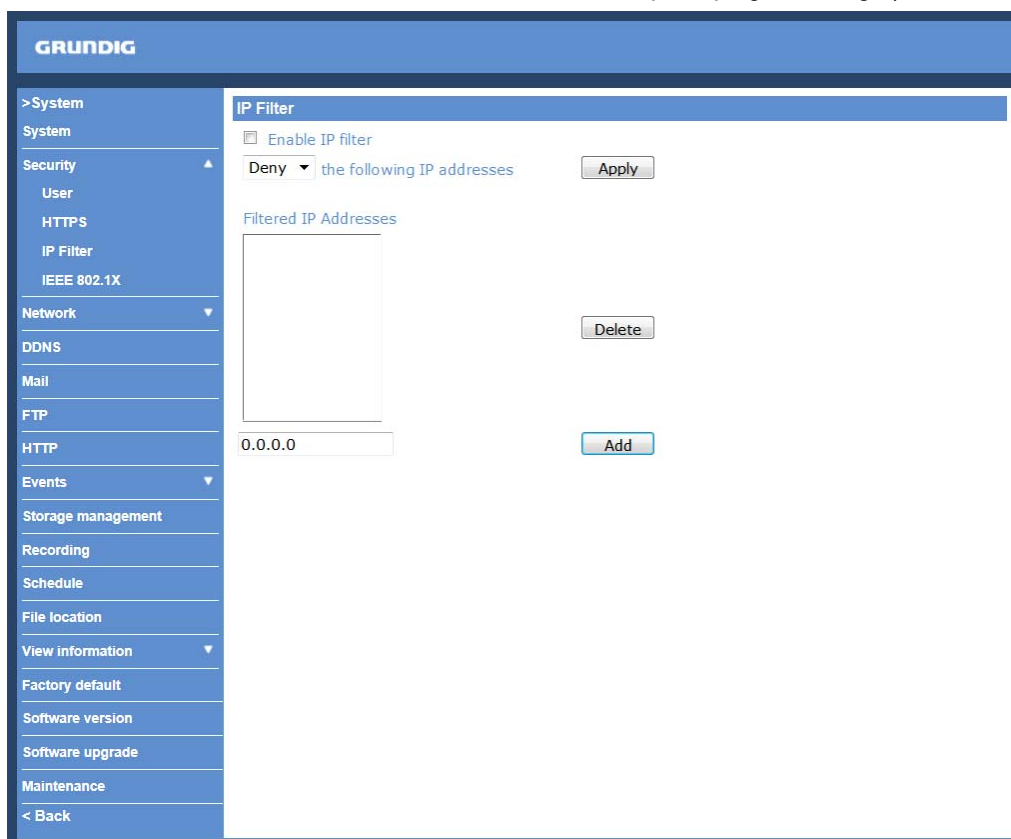 GRUNDIG
>System
System
Security
User
HTTPS
IP Filter
IEEE 802.1X
Network
DDNS
Mail
FTP
HTTP
Events
Storage management
Recording
Schedule
File location
View information
Factory default
Software version
Software upgrade
Maintenance
< Back
IP Filter
Enable IP filter
Deny the following IP addresses Apply
Filtered IP Addresses
Delete
0.0.0.0 Add